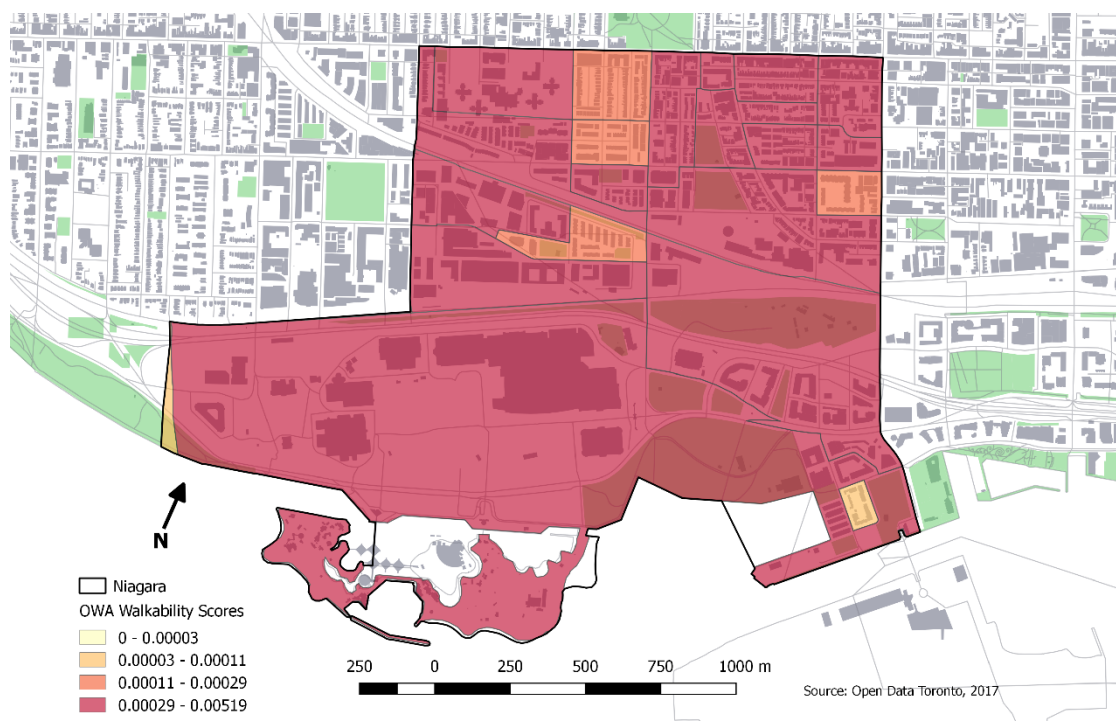 N
Niagara
OWA Walkability Scores
0 - 0.00003
0.00003 - 0.00011
0.00011 - 0.00029
0.00029 - 0.00519
250 0 250 500 750 1000 m
Source: Open Data Toronto, 2017